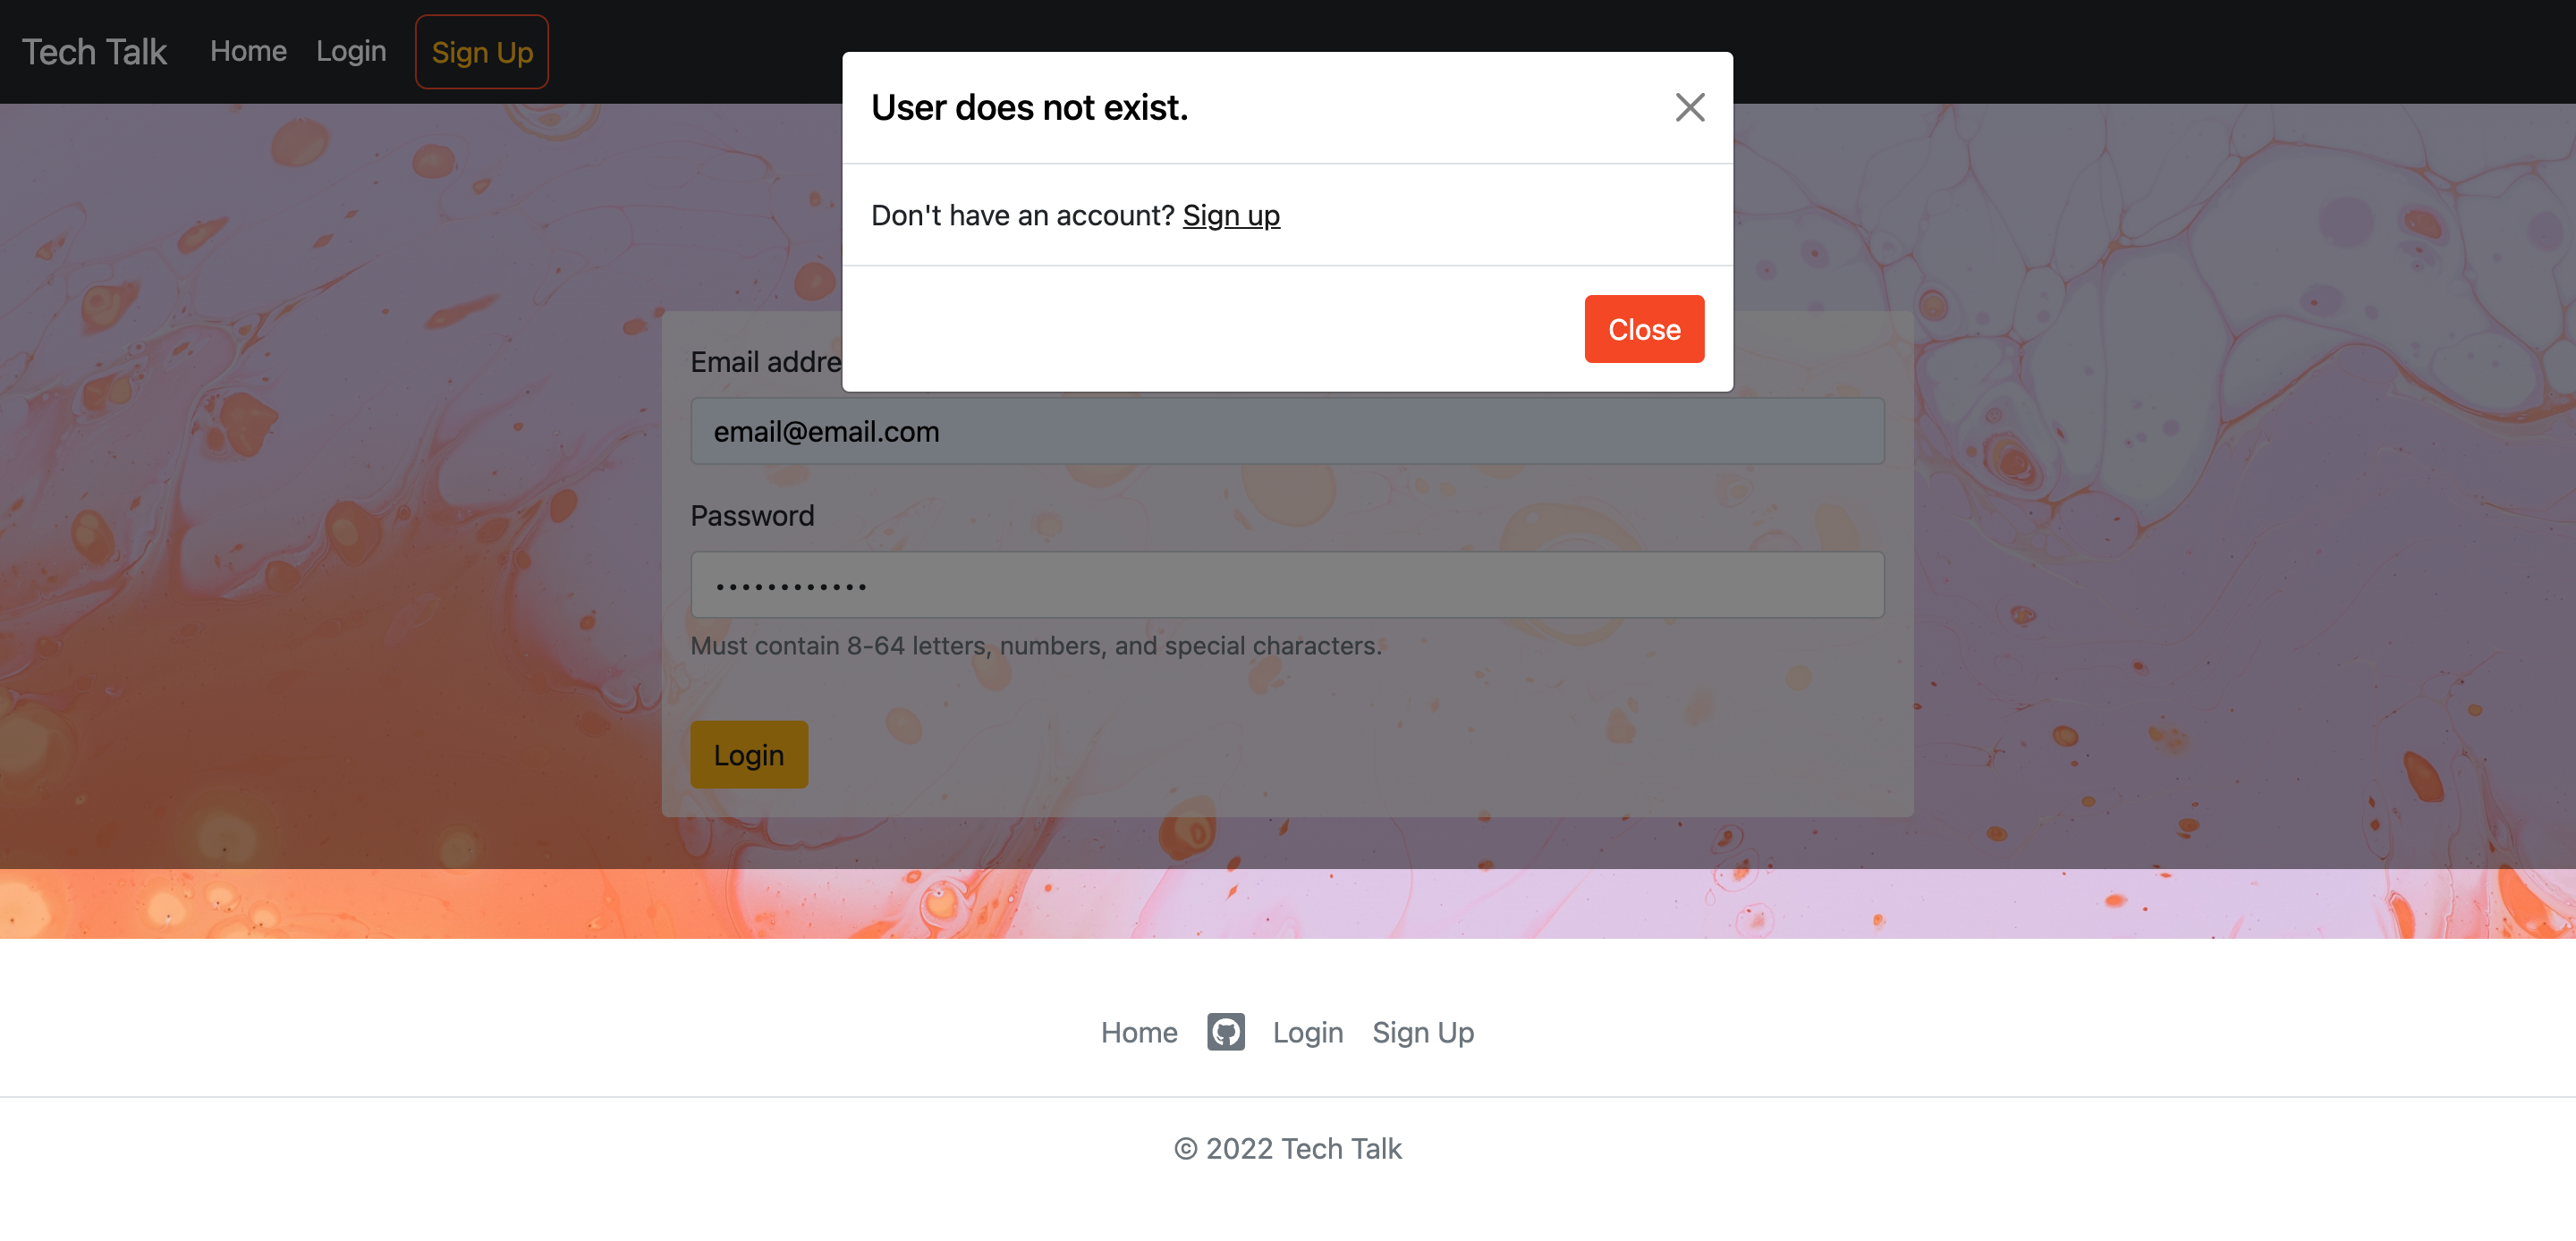 Tech Talk Home Login Sign Up
User does not exist.
Don't have an account? Sign up
Close
Email addre
email@email.com
Password
••••••••••••
Must contain 8-64 letters, numbers, and special characters.
Login
Home Login Sign Up
© 2022 Tech Talk